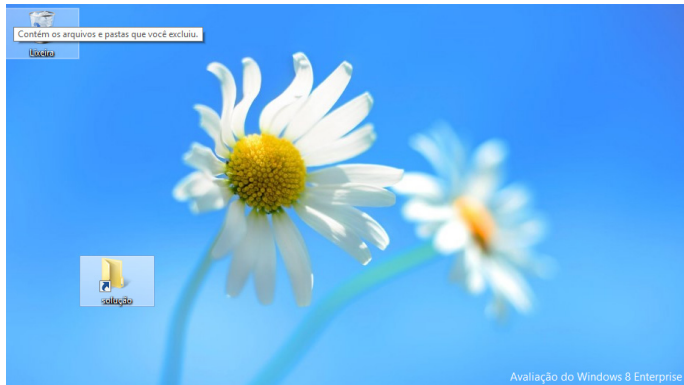 Contém os arquivos e pastas que você excluiu.
Lixeira
solução
Avaliação do Windows 8 Enterprise